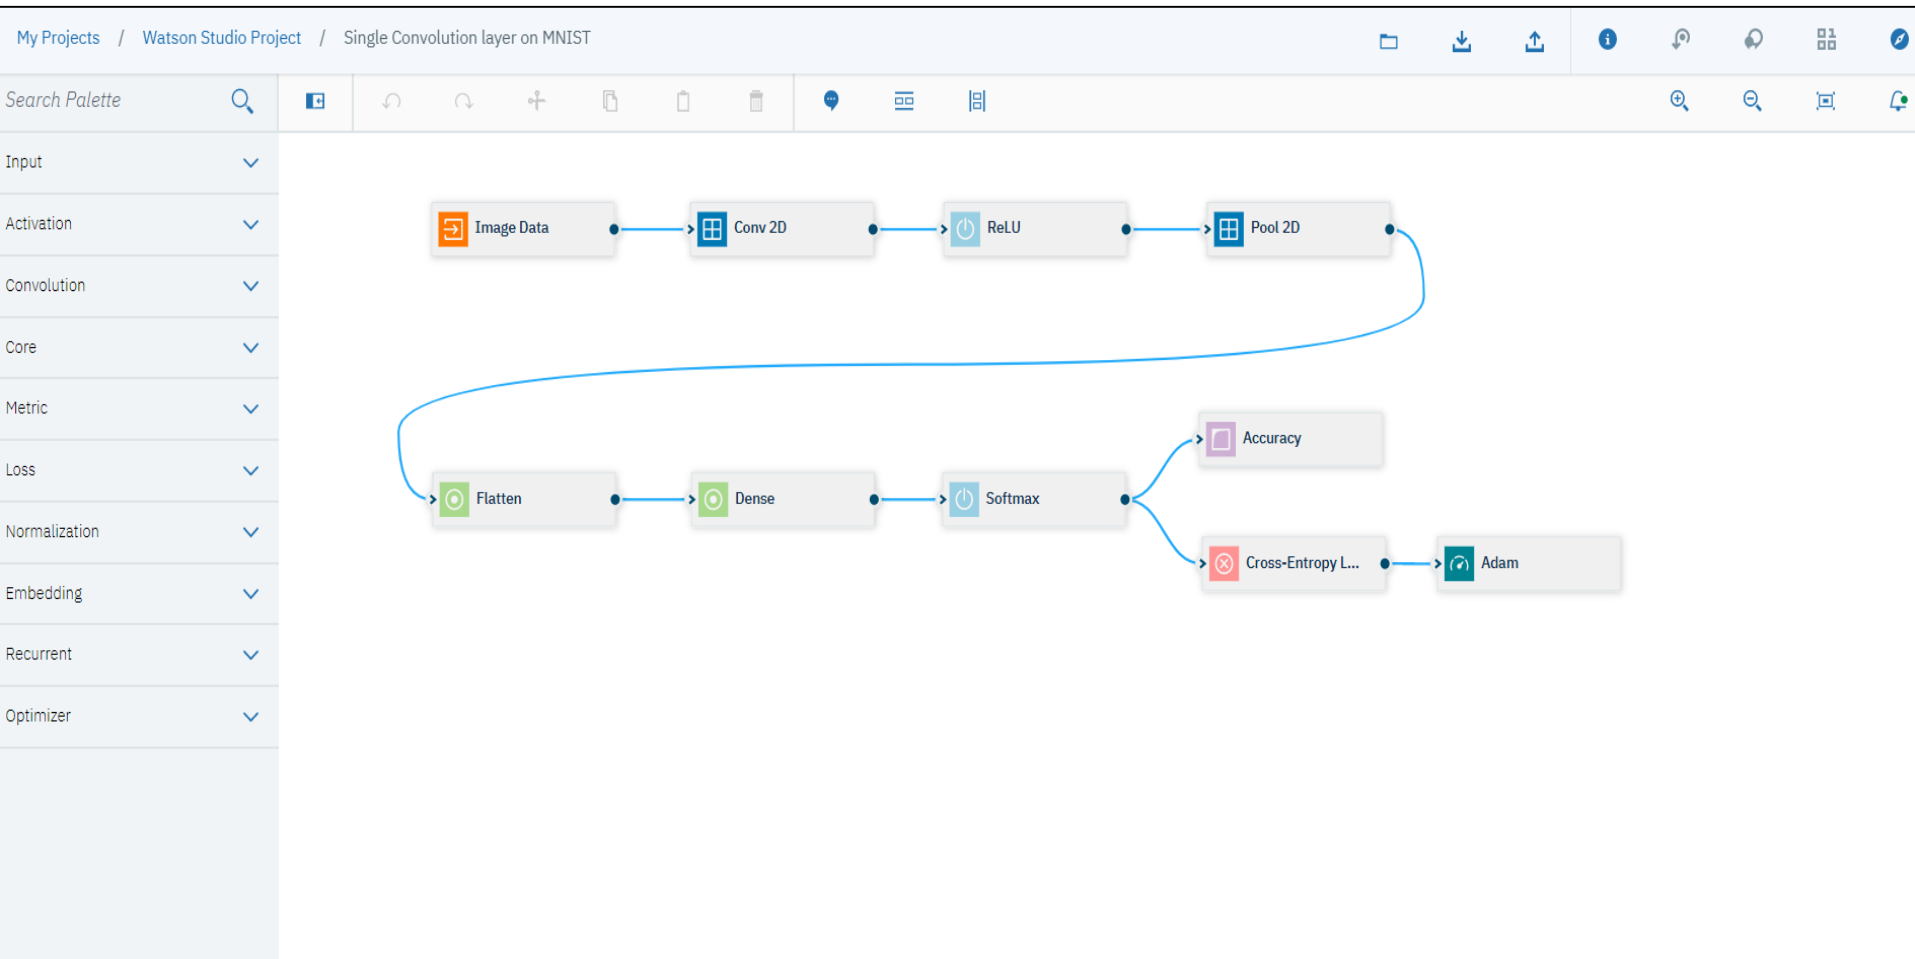 My Projects / Watson Studio Project / Single Convolution layer on MNIST
Search Palette
Input
Activation
Convolution
Core
Metric
Loss
Normalization
Embedding
Recurrent
Optimizer
Image Data
Conv 2D
ReLU
Pool 2D
Flatten
Dense
Softmax
Accuracy
Cross-Entropy L...
Adam